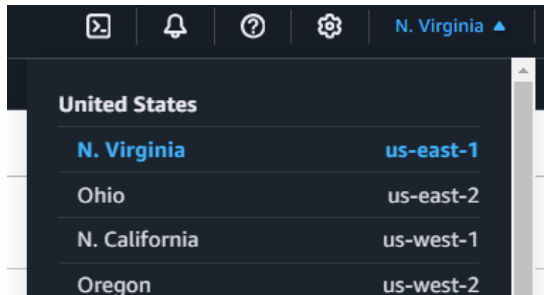 N. Virginia ▲
United States
N. Virginia us-east-1
Ohio us-east-2
N. California us-west-1
Oregon us-west-2